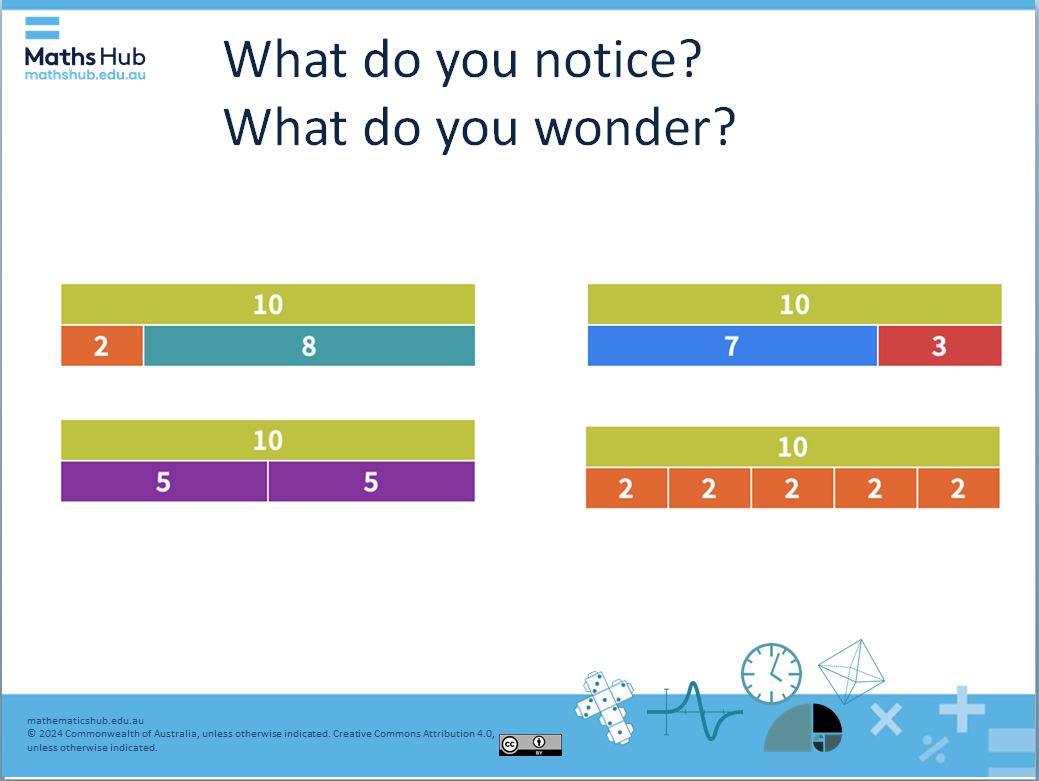 Maths Hub
mathshub.edu.au
What do you notice?
What do you wonder?
10
2 8
10
7 3
10
5 5
10
2 2 2 2 2
mathematicshub.edu.au
© 2024 Commonwealth of Australia, unless otherwise indicated. Creative Commons Attribution 4.0,
unless otherwise indicated.
cc
BY